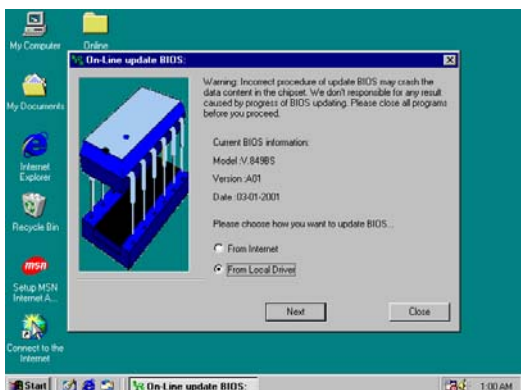 My Computer
Online
On-Line update BIOS:
Warning: Incorrect procedure of update BIOS may crash the
data content in the chipset. We don't responsible for any result
caused by progress of BIOS updating. Please close all programs
before you proceed.
Current BIOS information:
Model :V.849BS
Version :A01
Date :03-01-2001
Please choose how you want to update BIOS...
From Internet
From Local Driver
Next
Close
My Documents
Internet
Explorer
Recycle Bin
msn
Setup MSN
Internet A...
Connect to the
Internet
Start
On-Line update BIOS:
1:00 AM